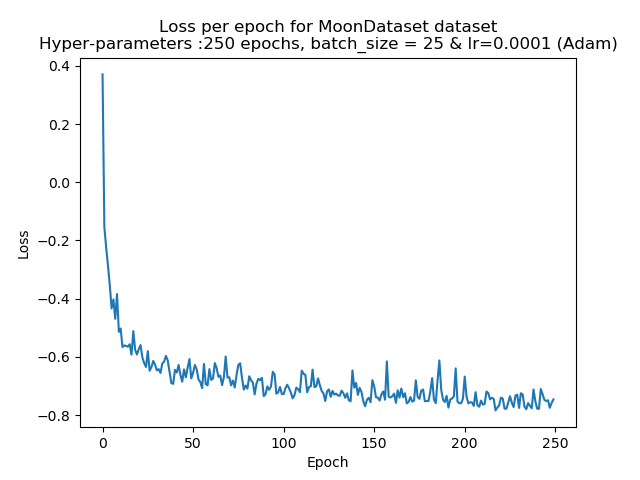 Loss per epoch for MoonDataset dataset
Hyper-parameters :250 epochs, batch_size = 25 & lr=0.0001 (Adam)
0.4
0.2
0.0
−0.2
−0.4
−0.6
−0.8
Loss
0 50 100 150 200 250
Epoch